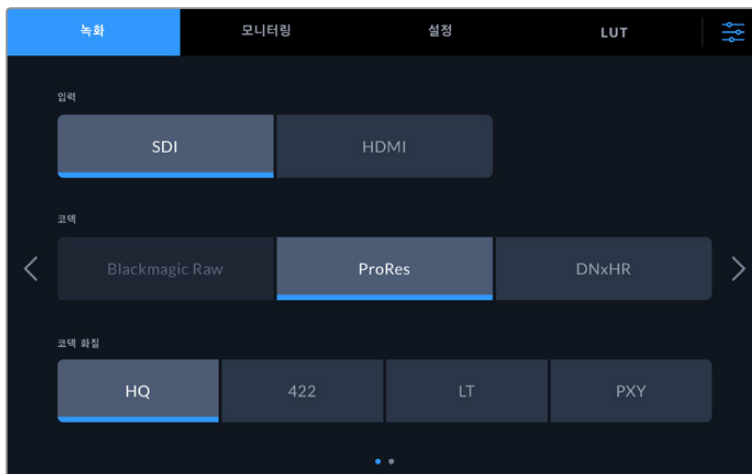 녹화 모니터링 설정 LUT
입력
SDI HDMI
코덱
Blackmagic Raw ProRes DNxHR
코덱 화질
HQ 422 LT PXY